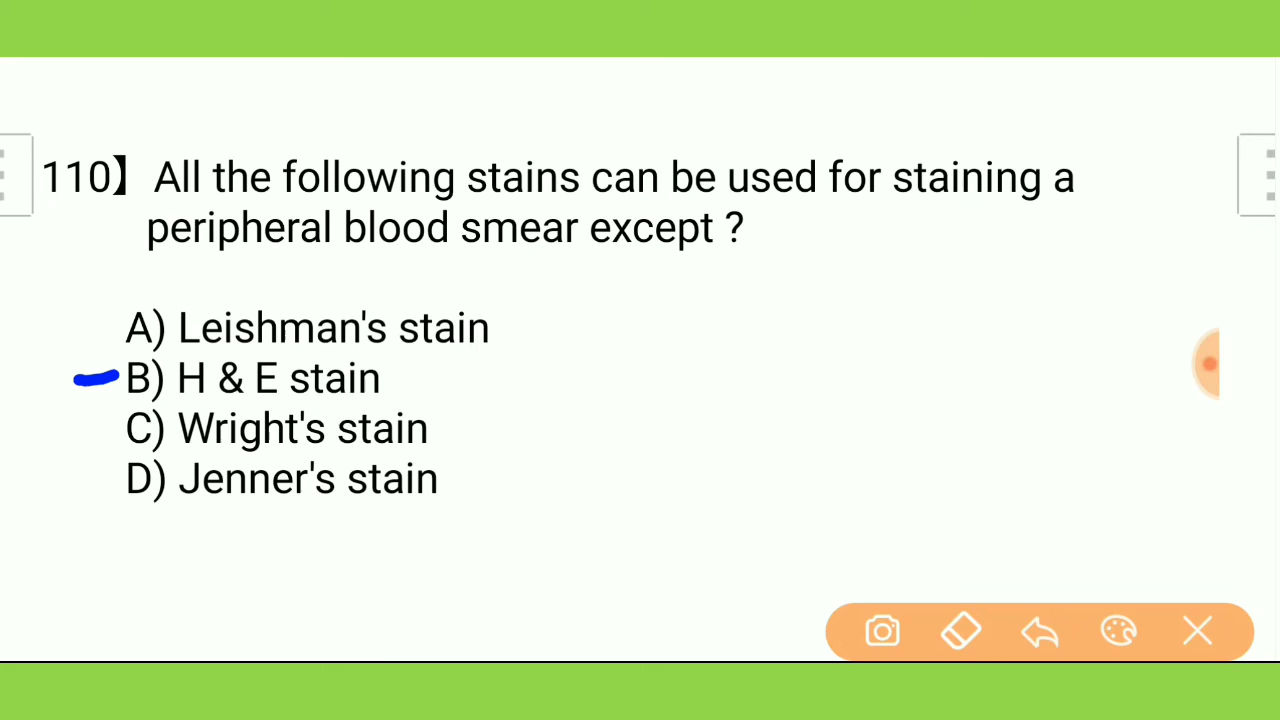 110】 All the following stains can be used for staining a
peripheral blood smear except ?
A) Leishman's stain
B) H & E stain
C) Wright's stain
D) Jenner's stain